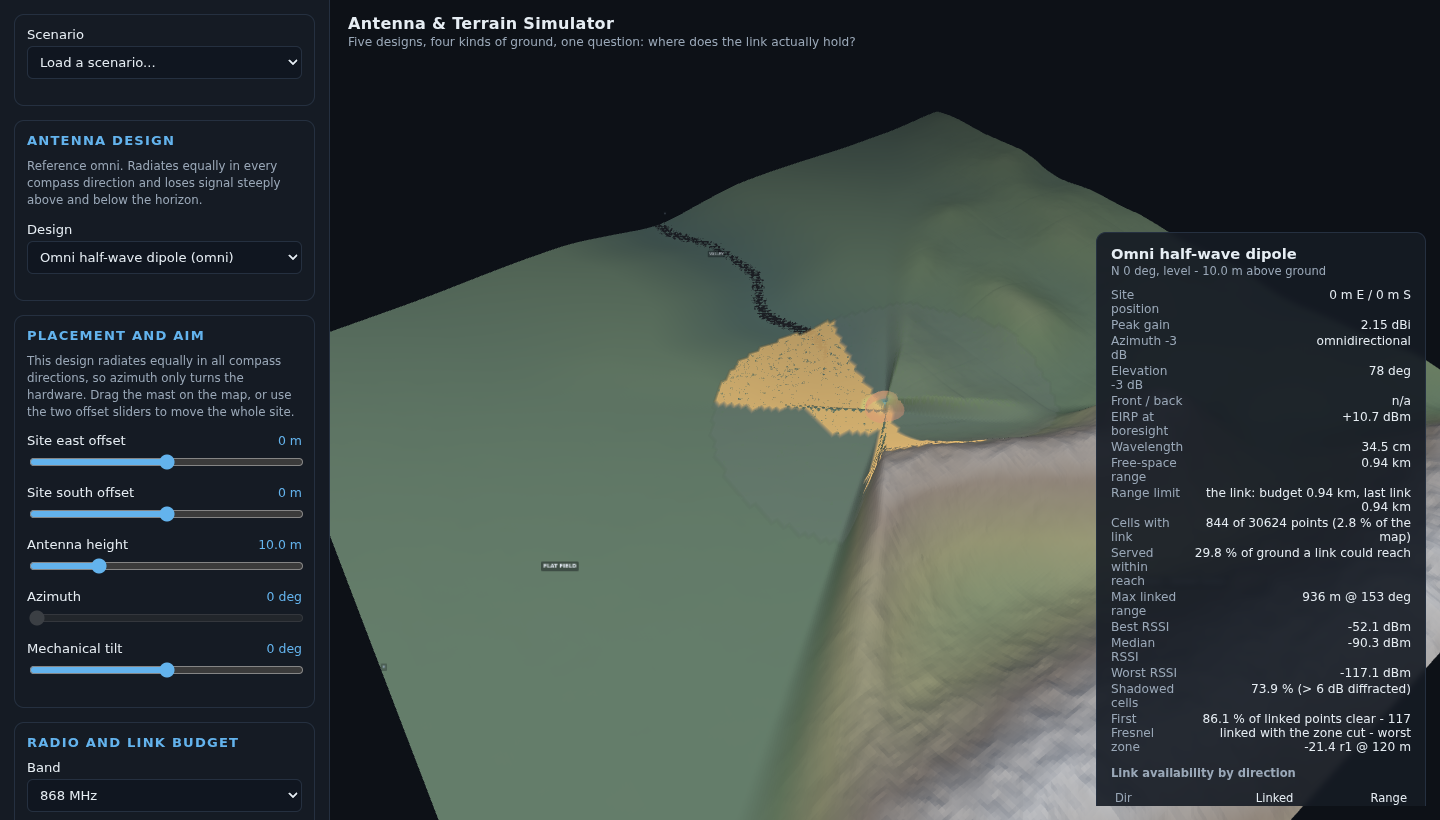 Scenario
Load a scenario...
ANTENNA DESIGN
Reference omni. Radiates equally in every
compass direction and loses signal steeply
above and below the horizon.
Design
Omni half-wave dipole (omni)
PLACEMENT AND AIM
This design radiates equally in all compass
directions, so azimuth only turns the
hardware. Drag the mast on the map, or use
the two offset sliders to move the whole site.
Site east offset 0 m
Site south offset 0 m
Antenna height 10.0 m
Azimuth 0 deg
Mechanical tilt 0 deg
RADIO AND LINK BUDGET
Band
868 MHz
Antenna & Terrain Simulator
Five designs, four kinds of ground, one question: where does the link actually hold?
VALLEY
FLAT FIELD
Omni half-wave dipole
N 0 deg, level - 10.0 m above ground
Site 0 m E / 0 m S
position
Peak gain 2.15 dBi
Azimuth -3 omnidirectional
dB
Elevation 78 deg
-3 dB
Front / back n/a
EIRP at +10.7 dBm
boresight
Wavelength 34.5 cm
Free-space 0.94 km
range
Range limit the link: budget 0.94 km, last link
0.94 km
Cells with 844 of 30624 points (2.8 % of the
link map)
Served 29.8 % of ground a link could reach
within
reach
Max linked 936 m @ 153 deg
range
Best RSSI -52.1 dBm
Median -90.3 dBm
RSSI
Worst RSSI -117.1 dBm
Shadowed 73.9 % (> 6 dB diffracted)
cells
First 86.1 % of linked points clear - 117
Fresnel linked with the zone cut - worst
zone -21.4 r1 @ 120 m
Link availability by direction
Dir Linked Range